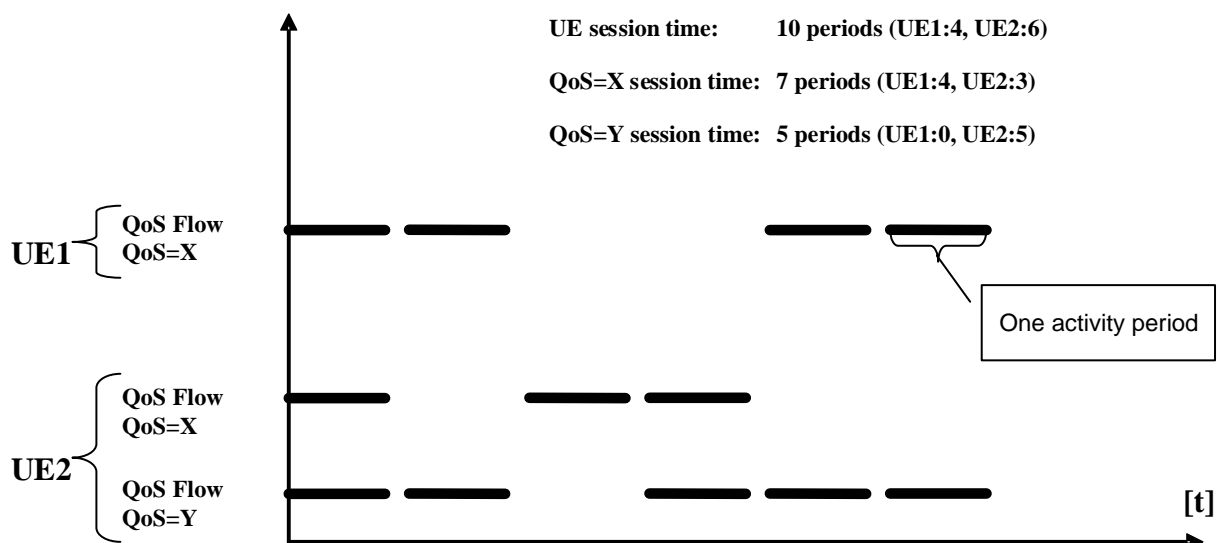 UE session time: 10 periods (UE1:4, UE2:6)
QoS=X session time: 7 periods (UE1:4, UE2:3)
QoS=Y session time: 5 periods (UE1:0, UE2:5)
UE1
QoS Flow
QoS=X
One activity period
UE2
QoS Flow
QoS=X
QoS Flow
QoS=Y
[t]